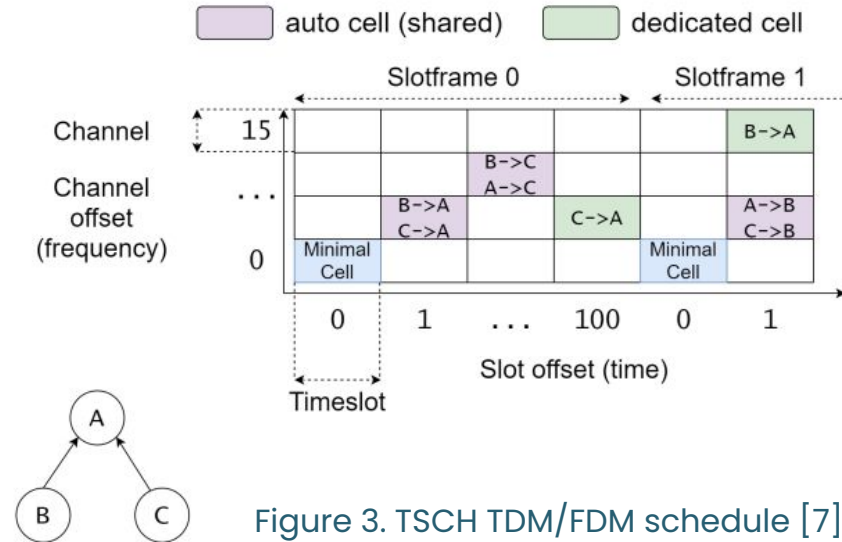 auto cell (shared)
dedicated cell
Slotframe 0
Slotframe 1
Channel
15
B->A
B->C
A->C
Channel
offset
(frequency)
...
B->A
C->A
C->A
A->B
C->B
0
Minimal
Cell
Minimal
Cell
0
1
...
100
0
1
Slot offset (time)
Timeslot
A
B
C
Figure 3. TSCH TDM/FDM schedule [7]